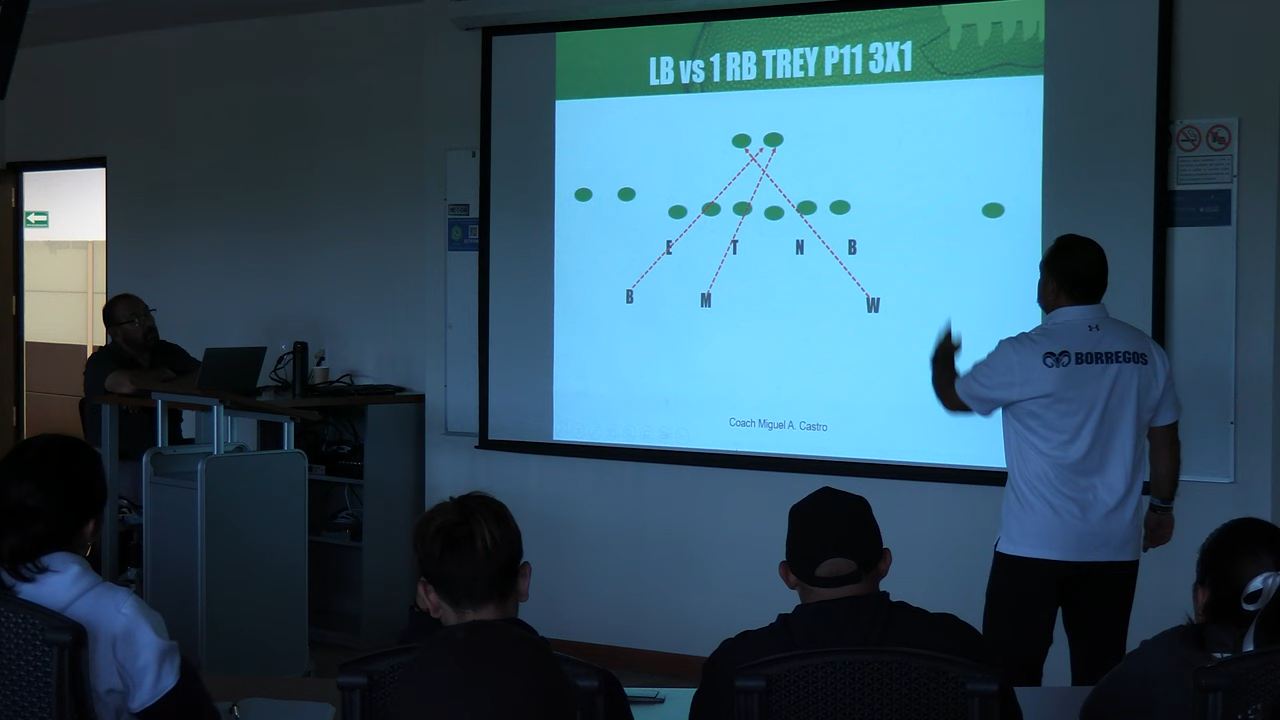 LB vs 1 RB TREY P11 3X1
E T N B
B M W
Coach Miguel A. Castro
BORREGOS